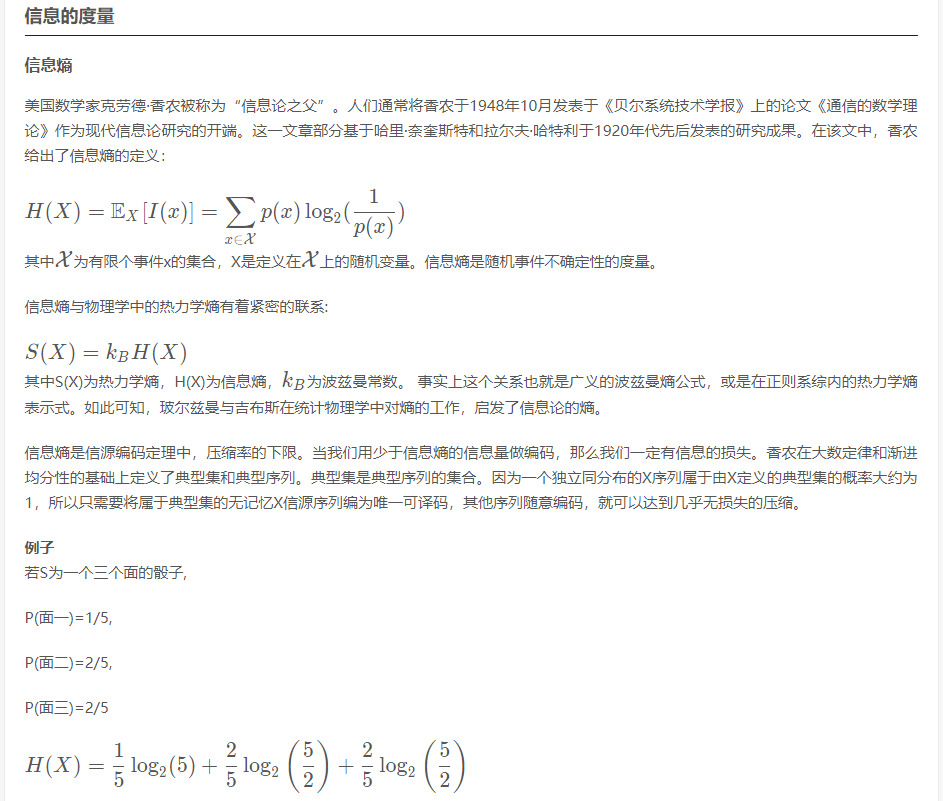 信息的度量
信息熵
美国数学家克劳德·香农被称为“信息论之父”。人们通常将香农于1948年10月发表于《贝尔系统技术学报》上的论文《通信的数学理
论》作为现代信息论研究的开端。这一文章部分基于哈里·奈奎斯特和拉尔夫·哈特利于1920年代先后发表的研究成果。在该文中，香农
给出了信息熵的定义：
H(X) = 𝔼_X[I(x)] = ∑_{x∈𝒳} p(x) log₂(1/p(x))
其中𝒳为有限个事件x的集合，X是定义在𝒳上的随机变量。信息熵是随机事件不确定性的度量。
信息熵与物理学中的热力学熵有着紧密的联系:
S(X) = k_B H(X)
其中S(X)为热力学熵，H(X)为信息熵，k_B为波兹曼常数。 事实上这个关系也就是广义的波兹曼熵公式，或是在正则系综内的热力学熵
表示式。如此可知，玻尔兹曼与吉布斯在统计物理学中对熵的工作，启发了信息论的熵。
信息熵是信源编码定理中，压缩率的下限。当我们用少于信息熵的信息量做编码，那么我们一定有信息的损失。香农在大数定律和渐进
均分性的基础上定义了典型集和典型序列。典型集是典型序列的集合。因为一个独立同分布的X序列属于由X定义的典型集的概率大约为
1，所以只需要将属于典型集的无记忆X信源序列编为唯一可译码，其他序列随意编码，就可以达到几乎无损失的压缩。
例子
若S为一个三个面的骰子,
P(面一)=1/5,
P(面二)=2/5,
P(面三)=2/5
H(X) = 1/5 log₂(5) + 2/5 log₂(5/2) + 2/5 log₂(5/2)